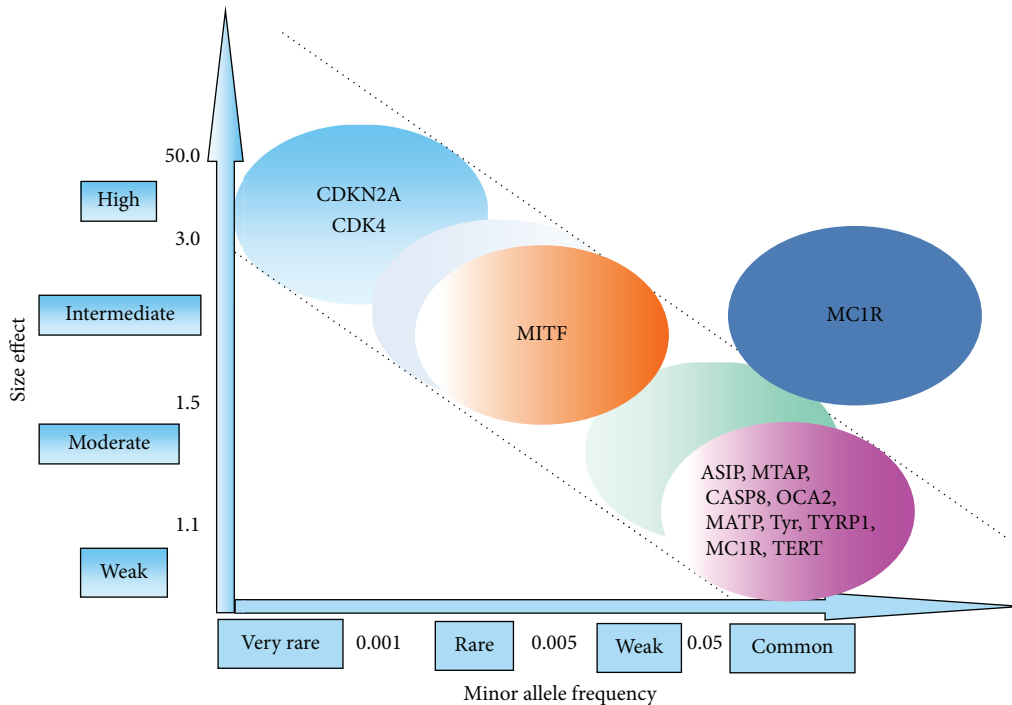 50.0
High
CDKN2A
CDK4
3.0
Intermediate
MITF
MC1R
Size effect
1.5
Moderate
ASIP, MTAP,
CASP8, OCA2,
MATP, Tyr, TYRP1,
MC1R, TERT
1.1
Weak
Very rare
0.001
Rare
0.005
Weak
0.05
Common
Minor allele frequency